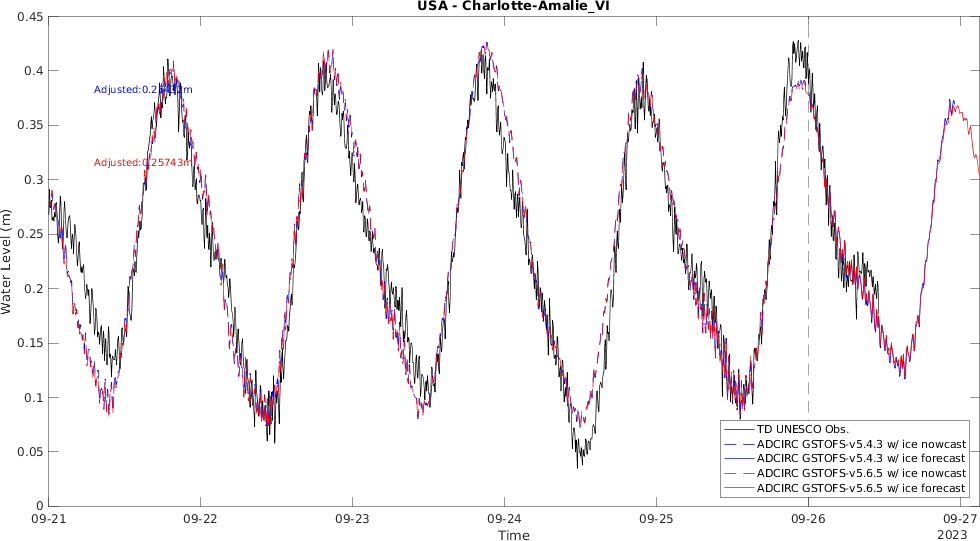 USA - Charlotte-Amalie_VI
0.45
0.4
0.35
0.3
0.25
0.2
0.15
0.1
0.05
0
Water Level (m)
Adjusted:
Adjusted:0.25743m
TD UNESCO Obs.
ADCIRC GSTOFS-v5.4.3 w/ ice nowcast
ADCIRC GSTOFS-v5.4.3 w/ ice forecast
ADCIRC GSTOFS-v5.6.5 w/ ice nowcast
ADCIRC GSTOFS-v5.6.5 w/ ice forecast
09-21 09-22 09-23 09-24 09-25 09-26 09-27
Time
2023